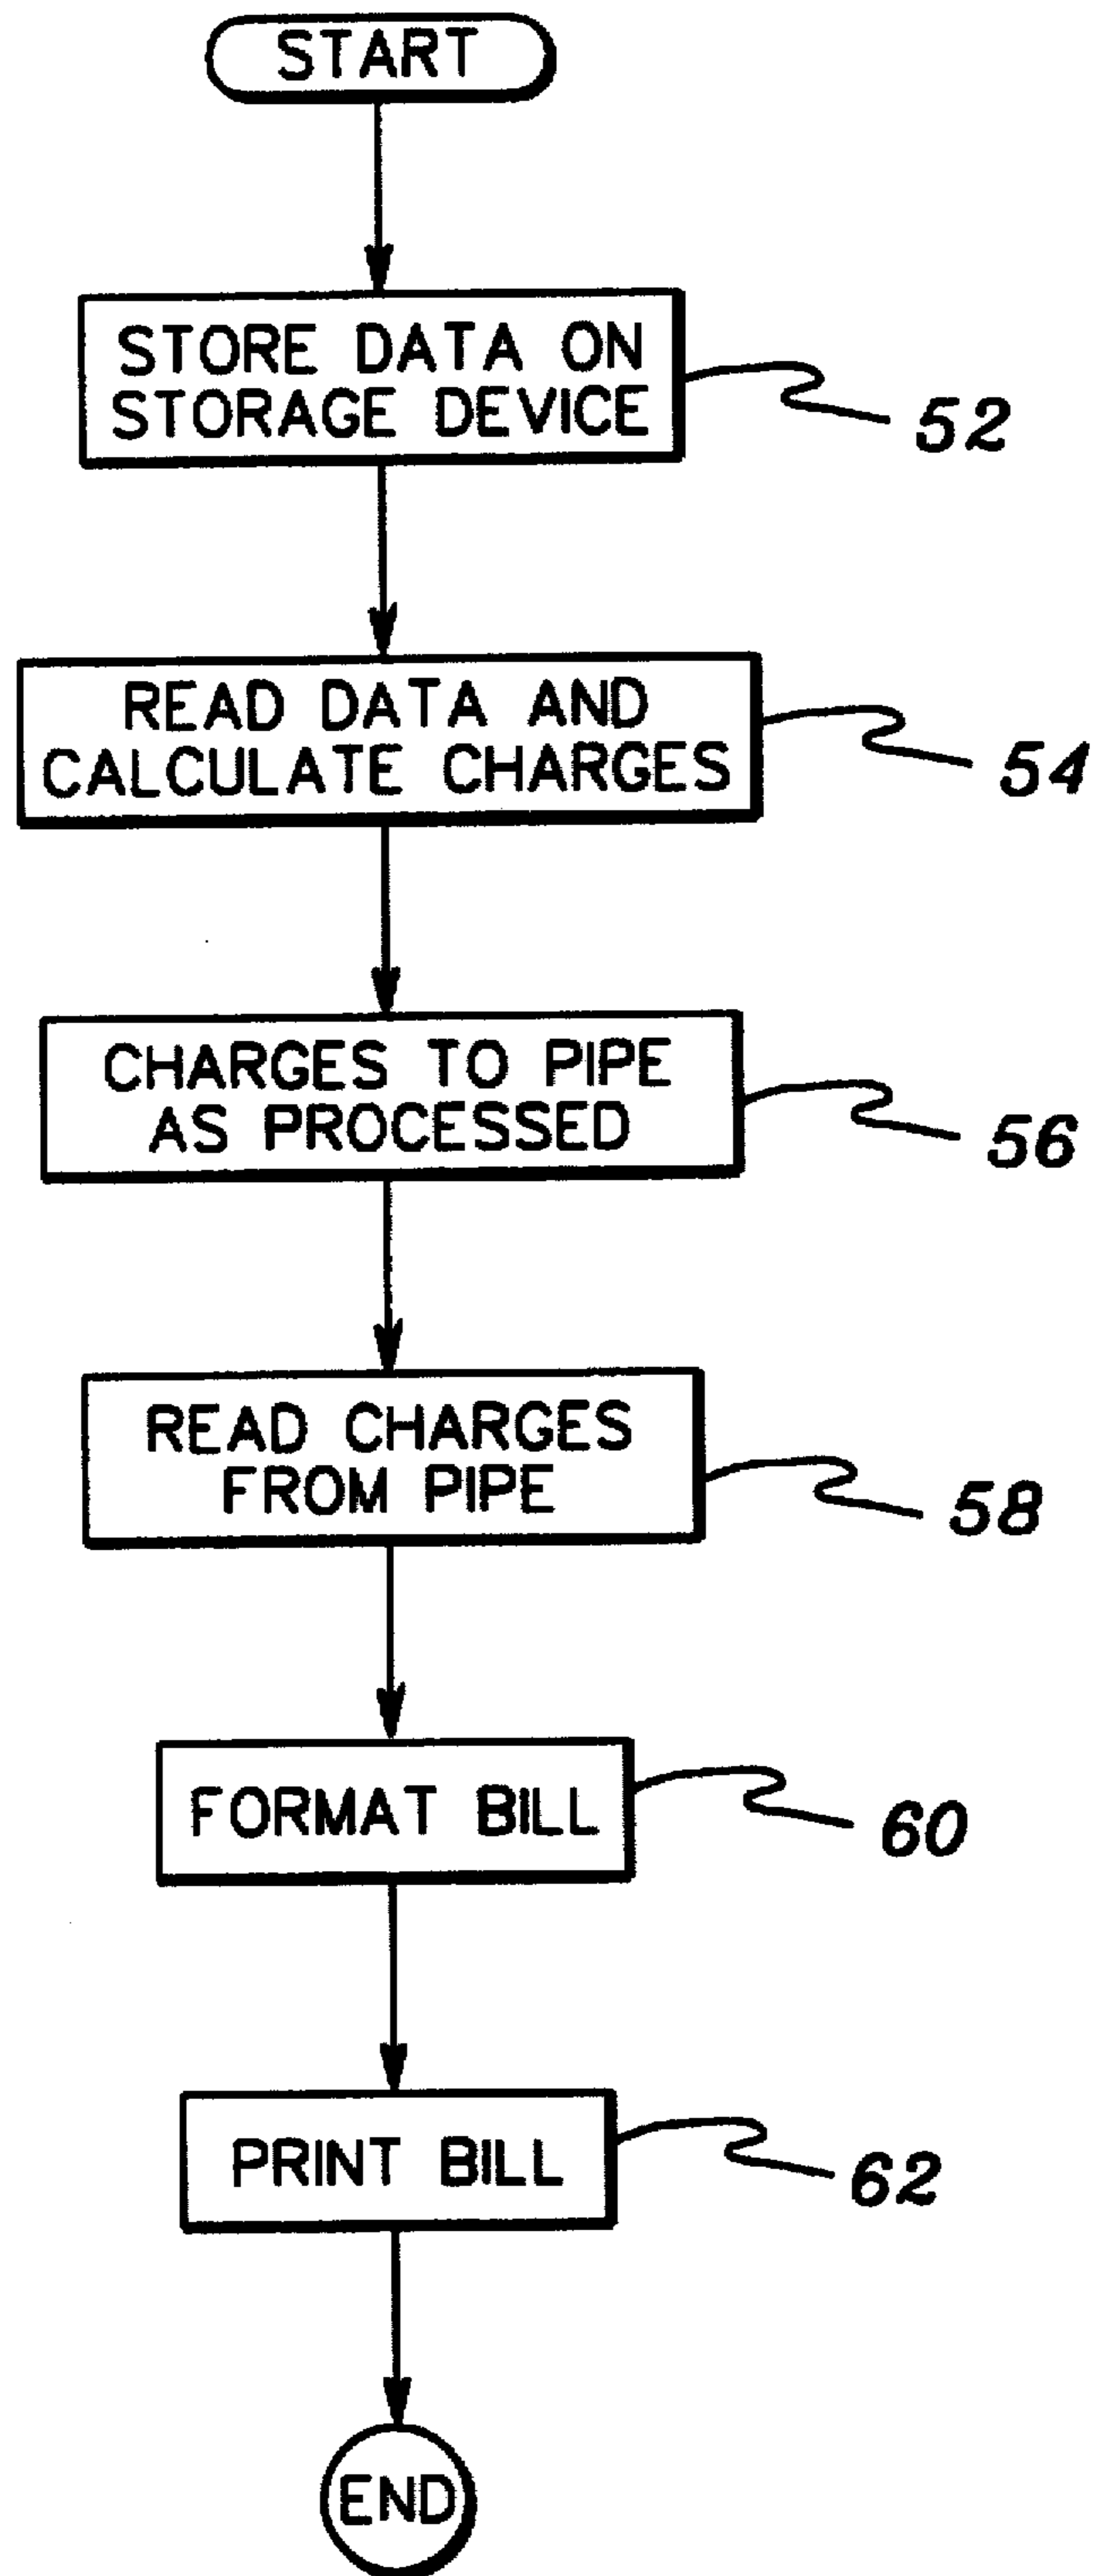 START
STORE DATA ON
STORAGE DEVICE
52
READ DATA AND
CALCULATE CHARGES
54
CHARGES TO PIPE
AS PROCESSED
56
READ CHARGES
FROM PIPE
58
FORMAT BILL
60
PRINT BILL
62
END